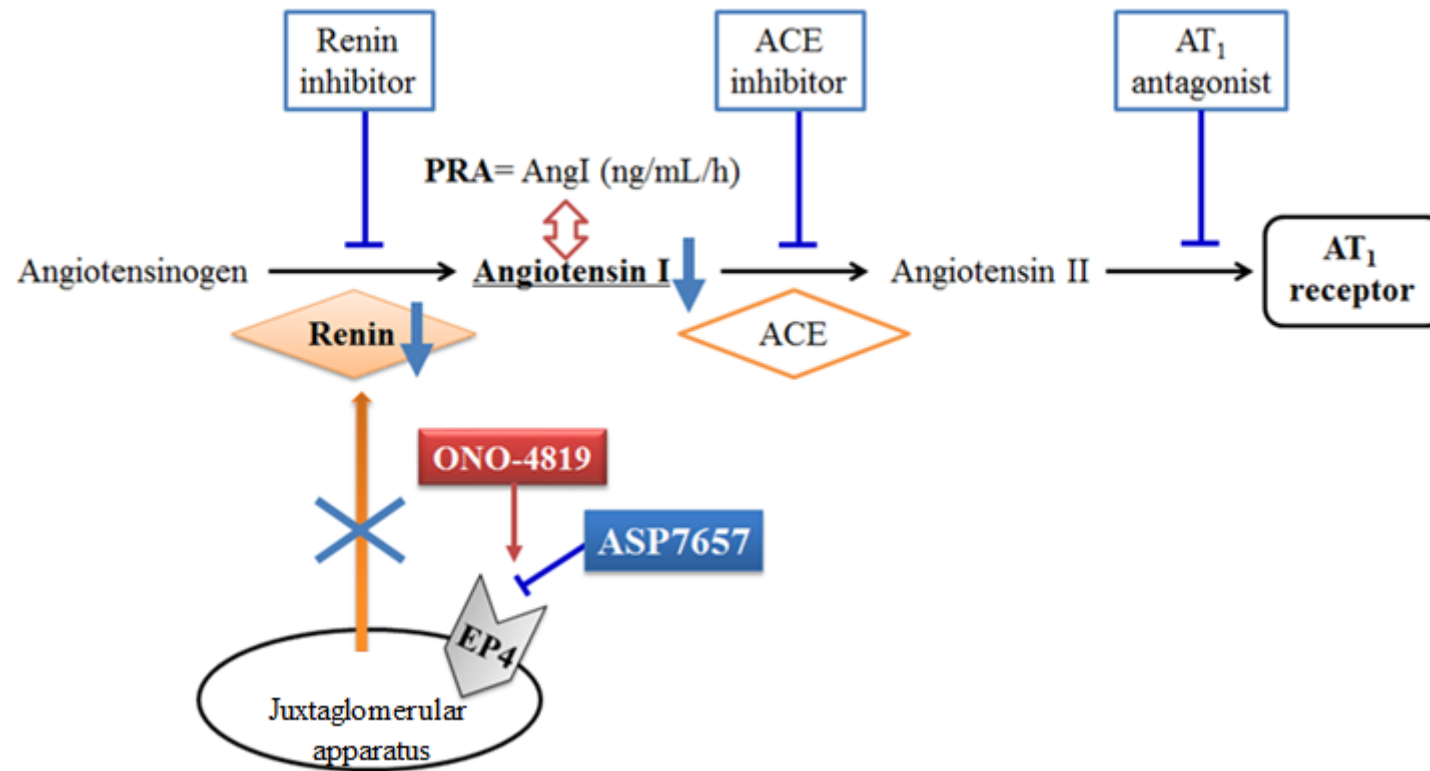 Renin
inhibitor
ACE
inhibitor
AT₁
antagonist
PRA= AngI (ng/mL/h)
Angiotensinogen
Angiotensin I
Angiotensin II
AT₁
receptor
Renin
ACE
ONO-4819
ASP7657
EP4
Juxtaglomerular
apparatus